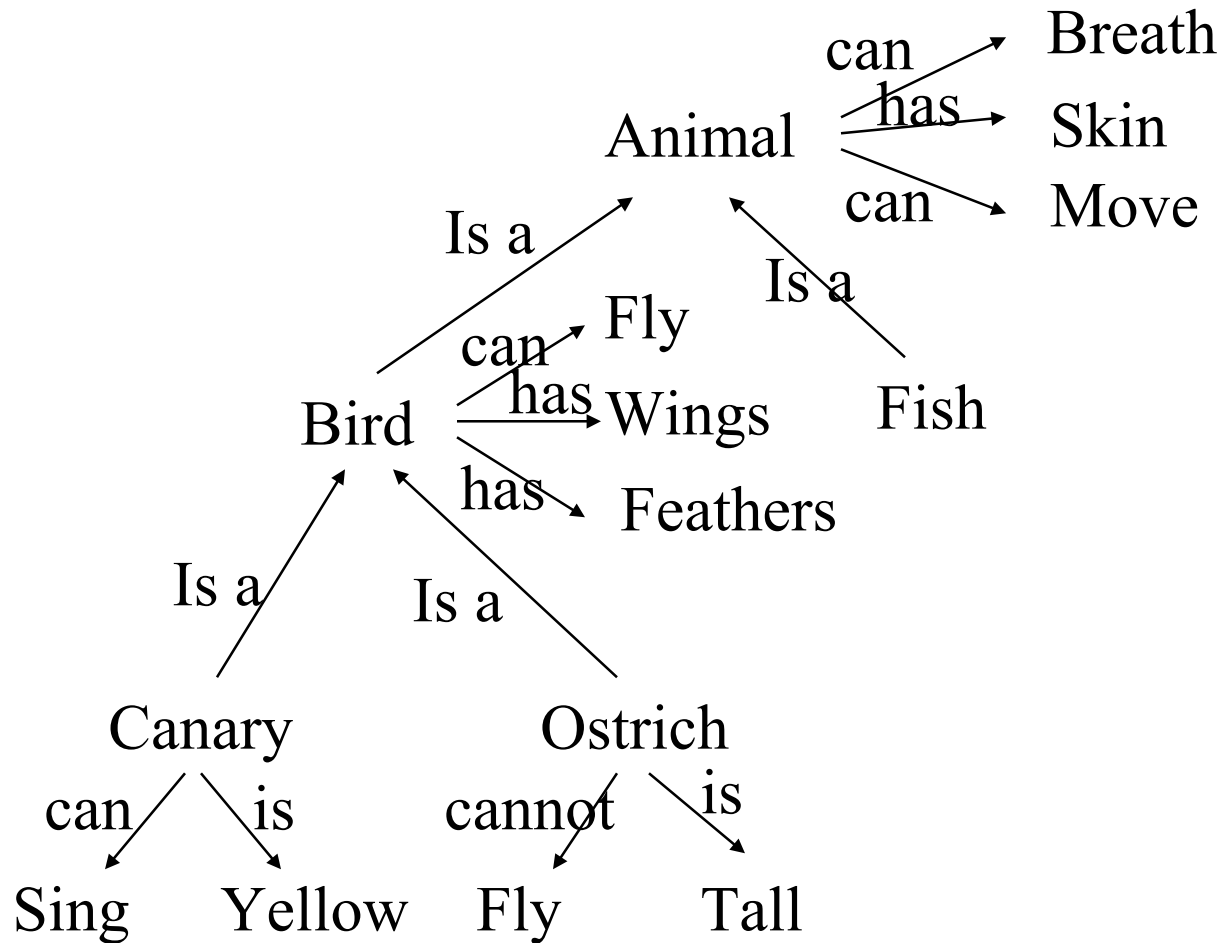 can
Breath
has
Animal
Skin
can
Move
Is a
Is a
can
Fly
has
Wings
Bird
Fish
has
Feathers
Is a
Is a
Canary
Ostrich
can
is
cannot
is
Sing
Yellow
Fly
Tall